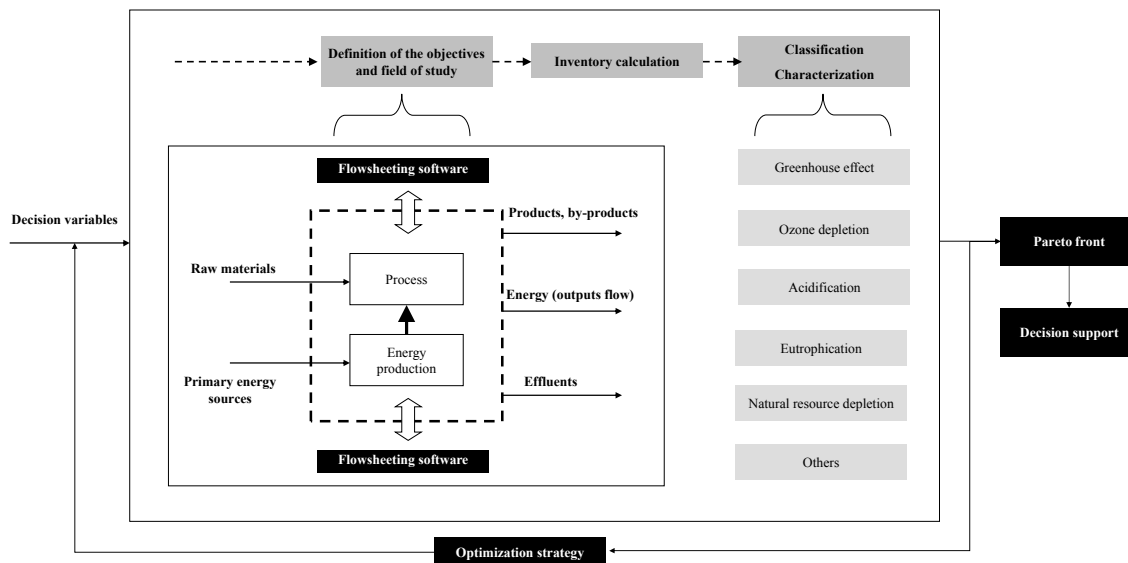 Definition of the objectives
and field of study
Inventory calculation
Classification
Characterization
Flowsheeting software
Greenhouse effect
Decision variables
Products, by-products
Ozone depletion
Pareto front
Raw materials
Process
Energy (outputs flow)
Acidification
Decision support
Energy
production
Eutrophication
Primary energy
sources
Effluents
Natural resource depletion
Flowsheeting software
Others
Optimization strategy